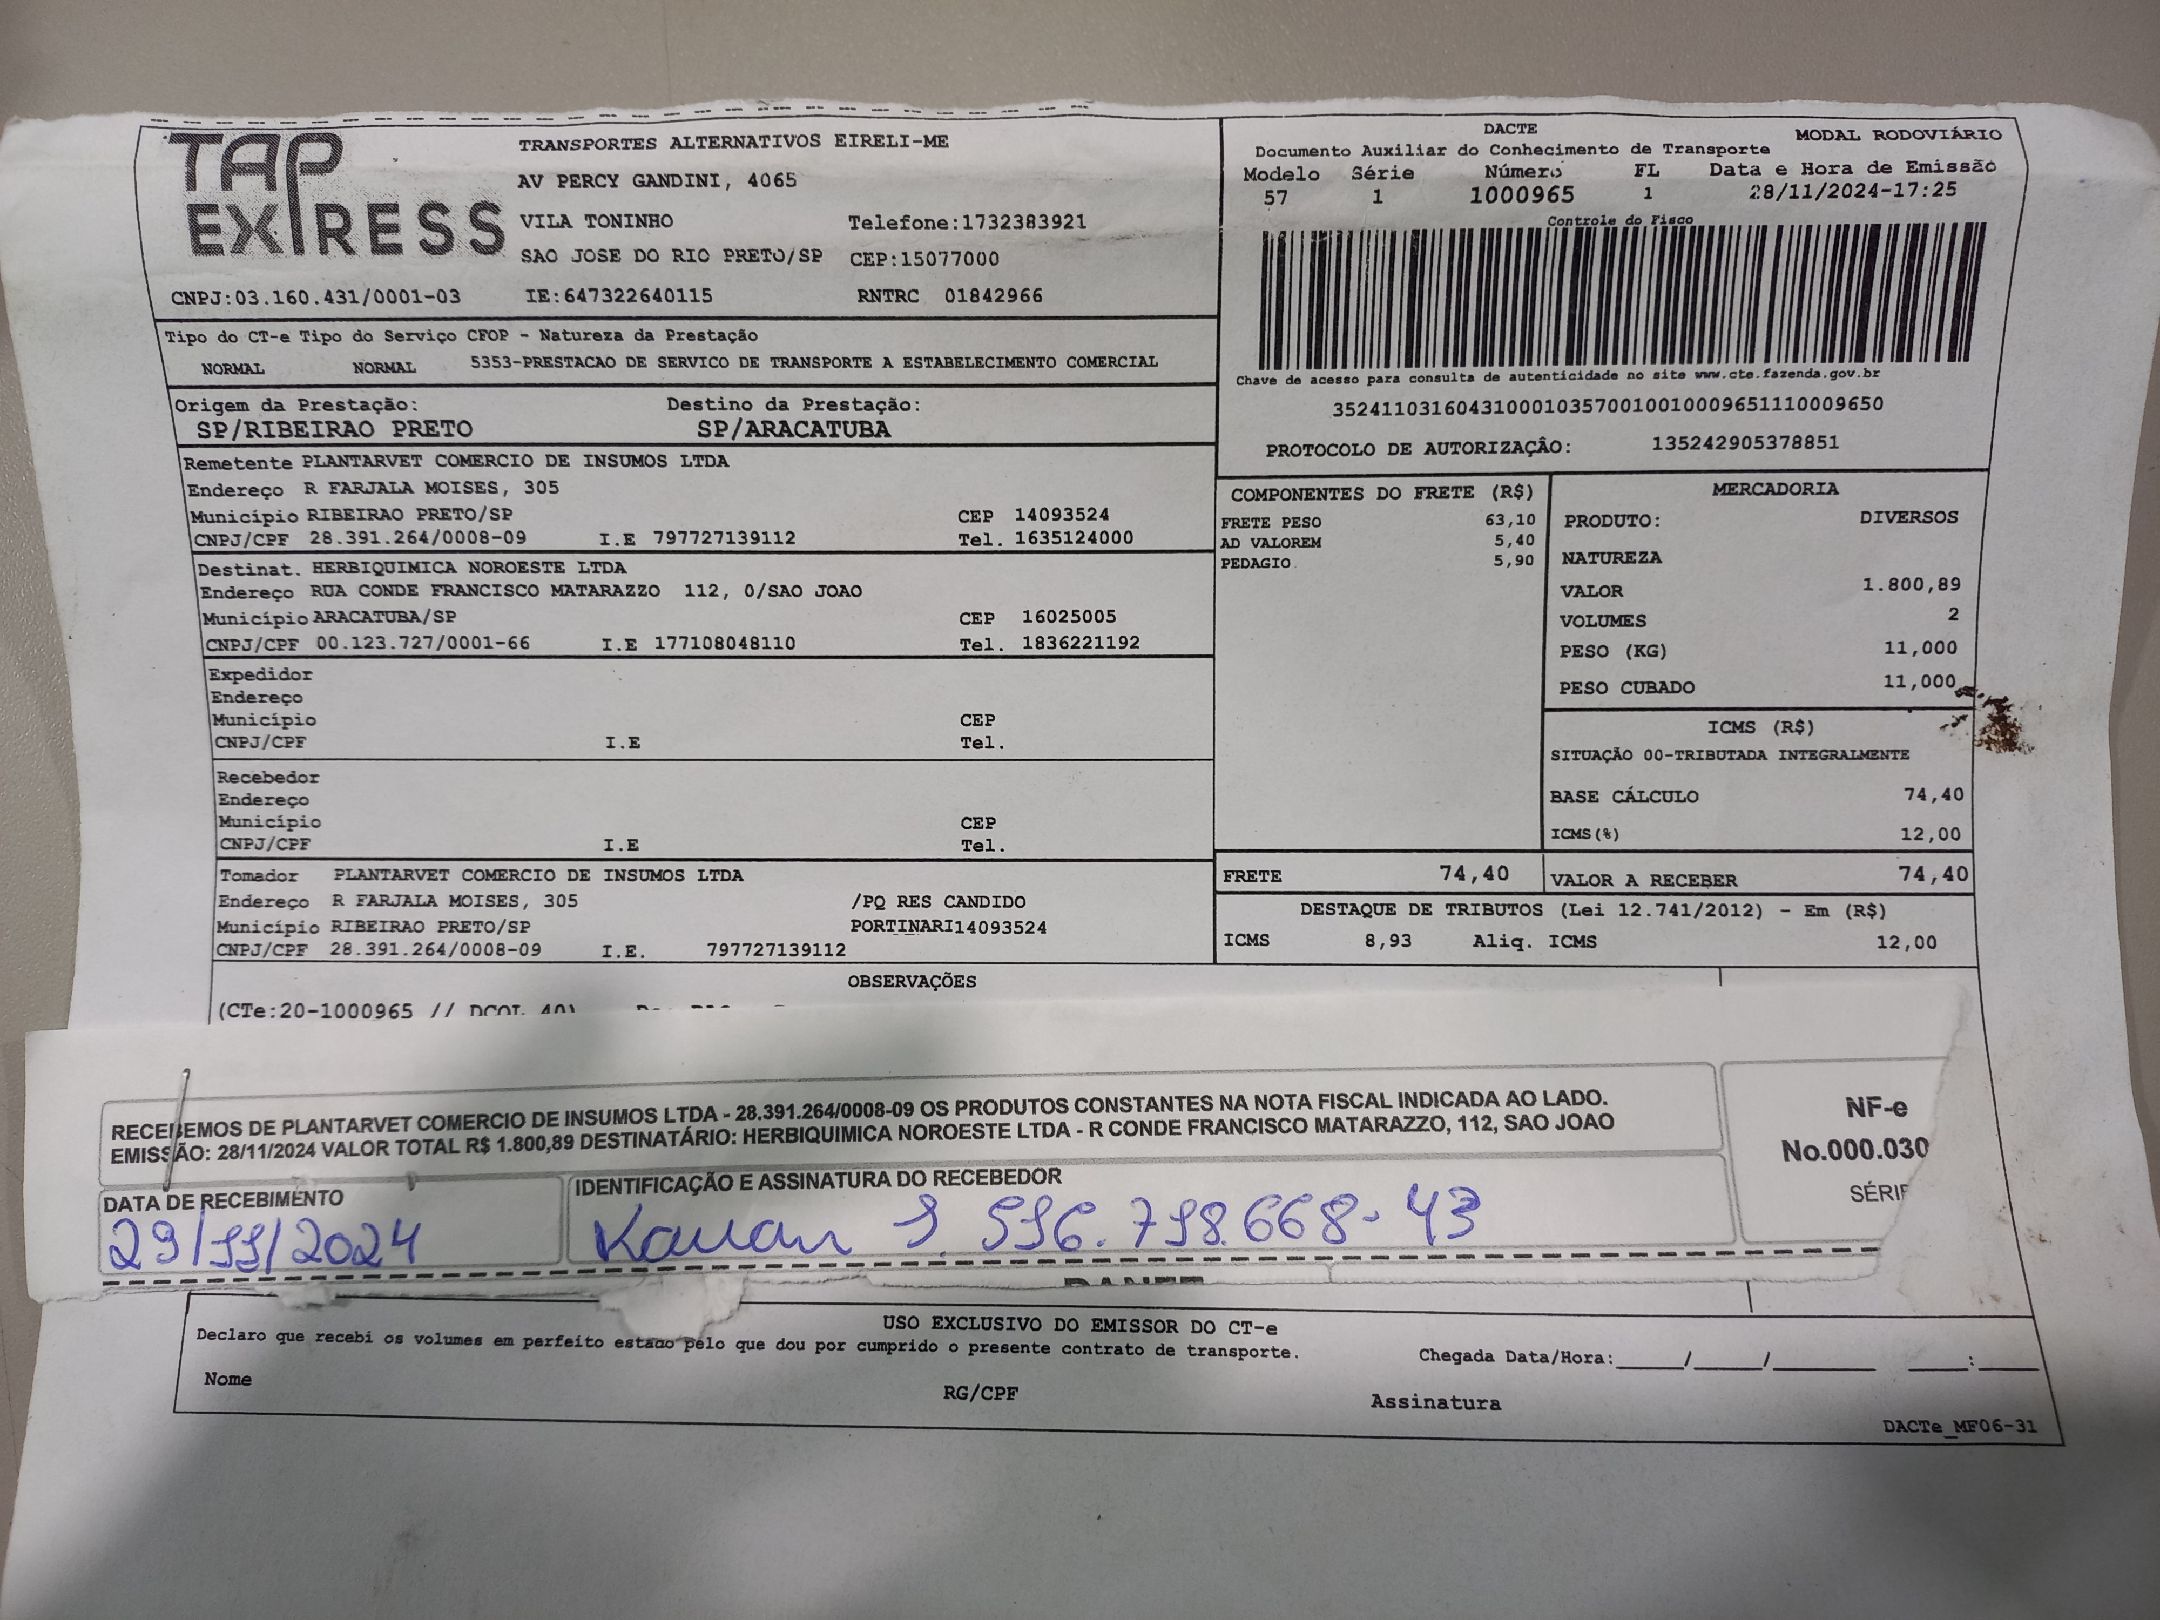 TAP EXPRESS
TRANSPORTES ALTERNATIVOS EIRELI-ME
AV PERCY GANDINI, 4065
VILA TONINHO Telefone:1732383921
SAO JOSE DO RIO PRETO/SP CEP:15077000
CNPJ:03.160.431/0001-03 IE:647322640115 RNTRC 01842966
DACTE MODAL RODOVIÁRIO
Documento Auxiliar do Conhecimento de Transporte
Modelo Série Número FL Data e Hora de Emissão
57 1 1000965 1 28/11/2024-17:25
Controle do Fisco
Chave de acesso para consulta de autenticidade no site www.cte.fazenda.gov.br
35241103160431000103570010010009651110009650
PROTOCOLO DE AUTORIZAÇÃO: 135242905378851
Tipo do CT-e Tipo do Serviço CFOP - Natureza da Prestação
NORMAL NORMAL 5353-PRESTACAO DE SERVICO DE TRANSPORTE A ESTABELECIMENTO COMERCIAL
Origem da Prestação: Destino da Prestação:
SP/RIBEIRAO PRETO SP/ARACATUBA
Remetente PLANTARVET COMERCIO DE INSUMOS LTDA
Endereço R FARJALA MOISES, 305
Município RIBEIRAO PRETO/SP CEP 14093524
CNPJ/CPF 28.391.264/0008-09 I.E 797727139112 Tel. 1635124000
Destinat. HERBIQUIMICA NOROESTE LTDA
Endereço RUA CONDE FRANCISCO MATARAZZO 112, 0/SAO JOAO
Município ARACATUBA/SP CEP 16025005
CNPJ/CPF 00.123.727/0001-66 I.E 177108048110 Tel. 1836221192
Expedidor
Endereço
Município CEP
CNPJ/CPF I.E Tel.
Recebedor
Endereço
Município CEP
CNPJ/CPF I.E Tel.
Tomador PLANTARVET COMERCIO DE INSUMOS LTDA
Endereço R FARJALA MOISES, 305 /PQ RES CANDIDO
Município RIBEIRAO PRETO/SP PORTINARI14093524
CNPJ/CPF 28.391.264/0008-09 I.E. 797727139112
COMPONENTES DO FRETE (R$)
FRETE PESO 63,10
AD VALOREM 5,40
PEDAGIO 5,90
MERCADORIA
PRODUTO: DIVERSOS
NATUREZA
VALOR 1.800,89
VOLUMES 2
PESO (KG) 11,000
PESO CUBADO 11,000
ICMS (R$)
SITUAÇÃO 00-TRIBUTADA INTEGRALMENTE
BASE CÁLCULO 74,40
ICMS(%) 12,00
FRETE 74,40 VALOR A RECEBER 74,40
DESTAQUE DE TRIBUTOS (Lei 12.741/2012) - Em (R$)
ICMS 8,93 Aliq. ICMS 12,00
OBSERVAÇÕES
(CTe:20-1000965 //
RECEBEMOS DE PLANTARVET COMERCIO DE INSUMOS LTDA - 28.391.264/0008-09 OS PRODUTOS CONSTANTES NA NOTA FISCAL INDICADA AO LADO.
EMISSÃO: 28/11/2024 VALOR TOTAL R$ 1.800,89 DESTINATÁRIO: HERBIQUIMICA NOROESTE LTDA - R CONDE FRANCISCO MATARAZZO, 112, SAO JOAO
NF-e
No.000.030
DATA DE RECEBIMENTO IDENTIFICAÇÃO E ASSINATURA DO RECEBEDOR
29/11/2024 Kauan S. 516.718.668-43
USO EXCLUSIVO DO EMISSOR DO CT-e
Declaro que recebi os volumes em perfeito estado pelo que dou por cumprido o presente contrato de transporte. Chegada Data/Hora:_____/_____/_______ ____:____
Nome RG/CPF Assinatura
DACTe_MF06-31